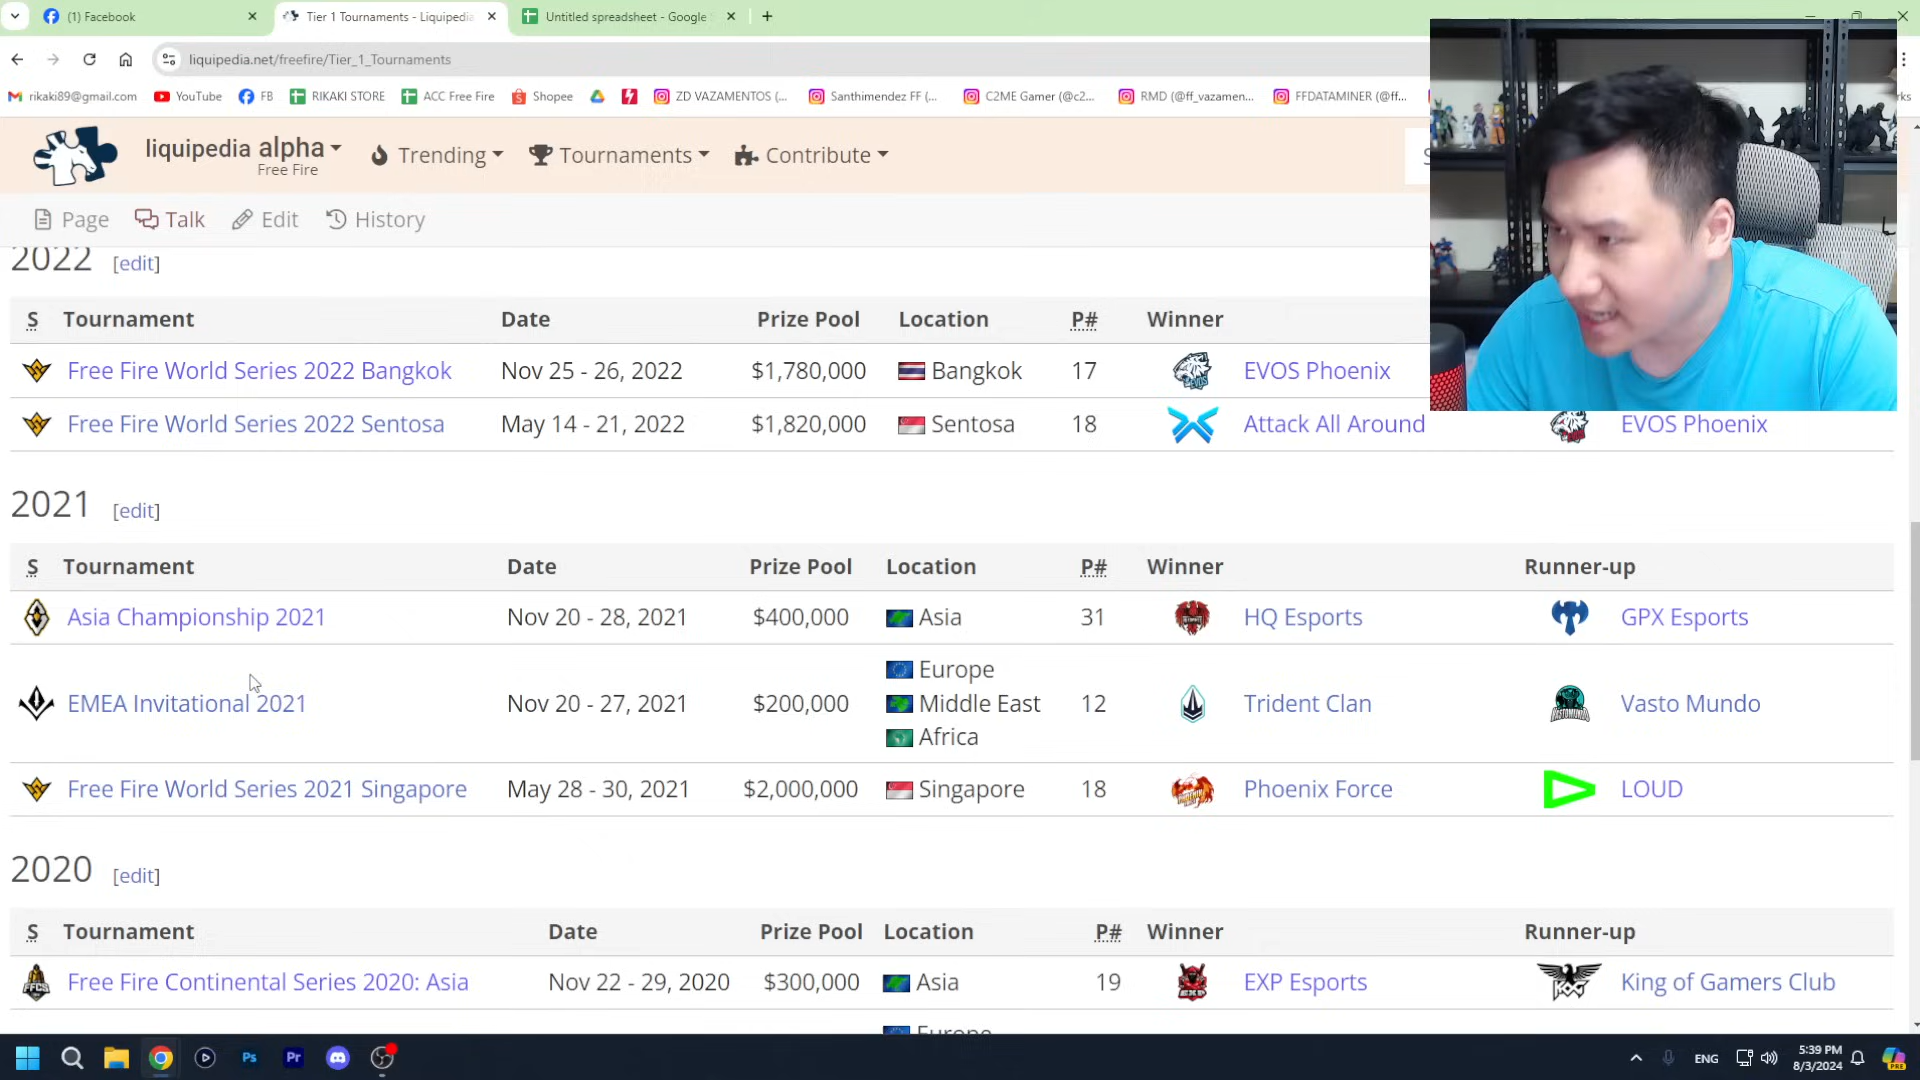 (1) Facebook
Tier 1 Tournaments - Liquipedia
Untitled spreadsheet - Google
liquipedia.net/freefire/Tier_1_Tournaments
rikaki89@gmail.com YouTube FB RIKAKI STORE ACC Free Fire Shopee ZD VAZAMENTOS (... Santhimendez FF (... C2ME Gamer (@c2... RMD (@ff_vazamen... FFDATAMINER (@ff...
liquipedia alpha
Free Fire
Trending Tournaments Contribute
Page Talk Edit History
2022 [edit]
S Tournament Date Prize Pool Location P# Winner
Free Fire World Series 2022 Bangkok Nov 25 - 26, 2022 $1,780,000 Bangkok 17 EVOS Phoenix
Free Fire World Series 2022 Sentosa May 14 - 21, 2022 $1,820,000 Sentosa 18 Attack All Around EVOS Phoenix
2021 [edit]
S Tournament Date Prize Pool Location P# Winner Runner-up
Asia Championship 2021 Nov 20 - 28, 2021 $400,000 Asia 31 HQ Esports GPX Esports
Europe
EMEA Invitational 2021 Nov 20 - 27, 2021 $200,000 Middle East 12 Trident Clan Vasto Mundo
Africa
Free Fire World Series 2021 Singapore May 28 - 30, 2021 $2,000,000 Singapore 18 Phoenix Force LOUD
2020 [edit]
S Tournament Date Prize Pool Location P# Winner Runner-up
Free Fire Continental Series 2020: Asia Nov 22 - 29, 2020 $300,000 Asia 19 EXP Esports King of Gamers Club
Europe
Ps Pr
ENG
5:39 PM
8/3/2024